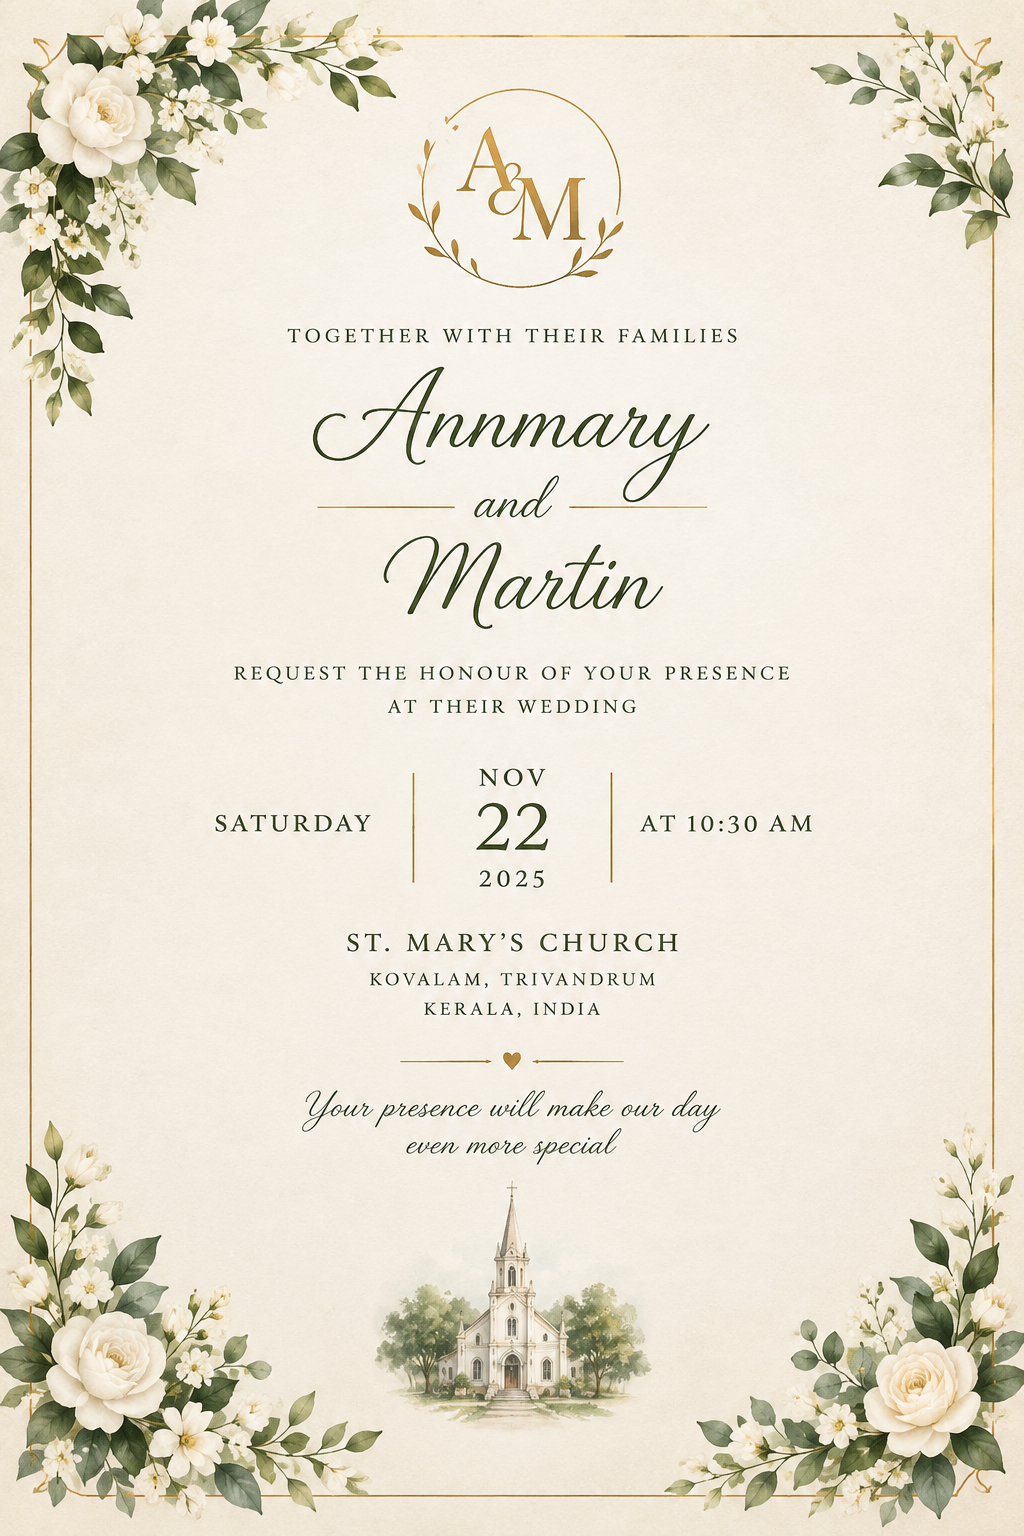 A&M
TOGETHER WITH THEIR FAMILIES
Annmary
and
Martin
REQUEST THE HONOUR OF YOUR PRESENCE
AT THEIR WEDDING
SATURDAY
NOV
22
2025
AT 10:30 AM
ST. MARY’S CHURCH
KOVALAM, TRIVANDRUM
KERALA, INDIA
Your presence will make our day
even more special